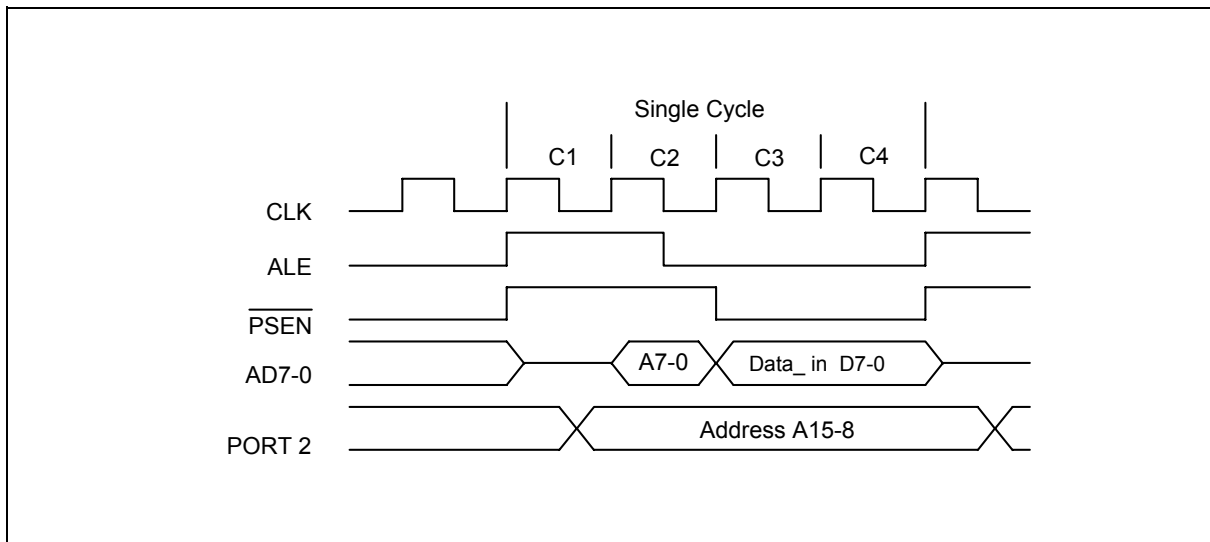 Single Cycle
C1 C2 C3 C4
CLK
ALE
PSEN
AD7-0 A7-0 Data_ in D7-0
PORT 2 Address A15-8